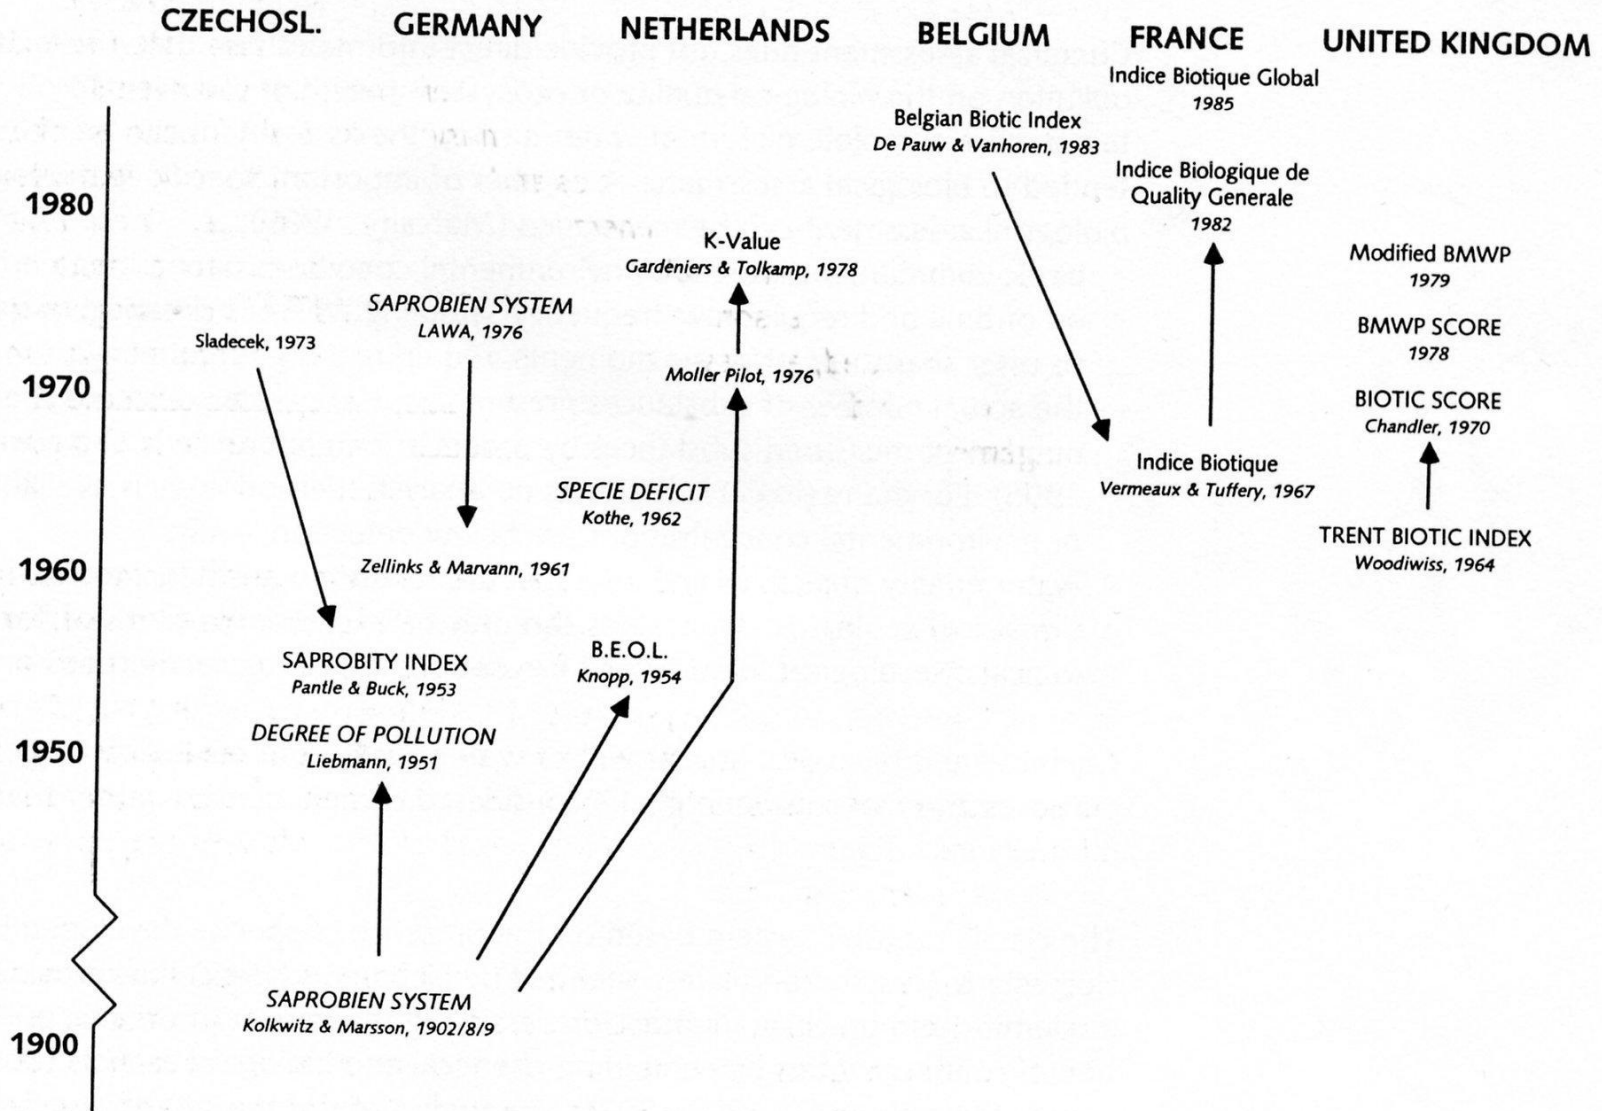 CZECHOSL.
GERMANY
NETHERLANDS
BELGIUM
FRANCE
UNITED KINGDOM
Indice Biotique Global
1985
Belgian Biotic Index
De Pauw & Vanhoren, 1983
Indice Biologique de
Quality Generale
1982
1980
K-Value
Gardeniers & Tolkamp, 1978
Modified BMWP
1979
SAPROBIEN SYSTEM
LAWA, 1976
Sladecek, 1973
BMWP SCORE
1978
1970
Moller Pilot, 1976
BIOTIC SCORE
Chandler, 1970
Indice Biotique
Vermeaux & Tuffery, 1967
SPECIE DEFICIT
Kothe, 1962
TRENT BIOTIC INDEX
Woodiwiss, 1964
1960
Zellinks & Marvann, 1961
B.E.O.L.
Knopp, 1954
SAPROBITY INDEX
Pantle & Buck, 1953
DEGREE OF POLLUTION
Liebmann, 1951
1950
SAPROBIEN SYSTEM
Kolkwitz & Marsson, 1902/8/9
1900